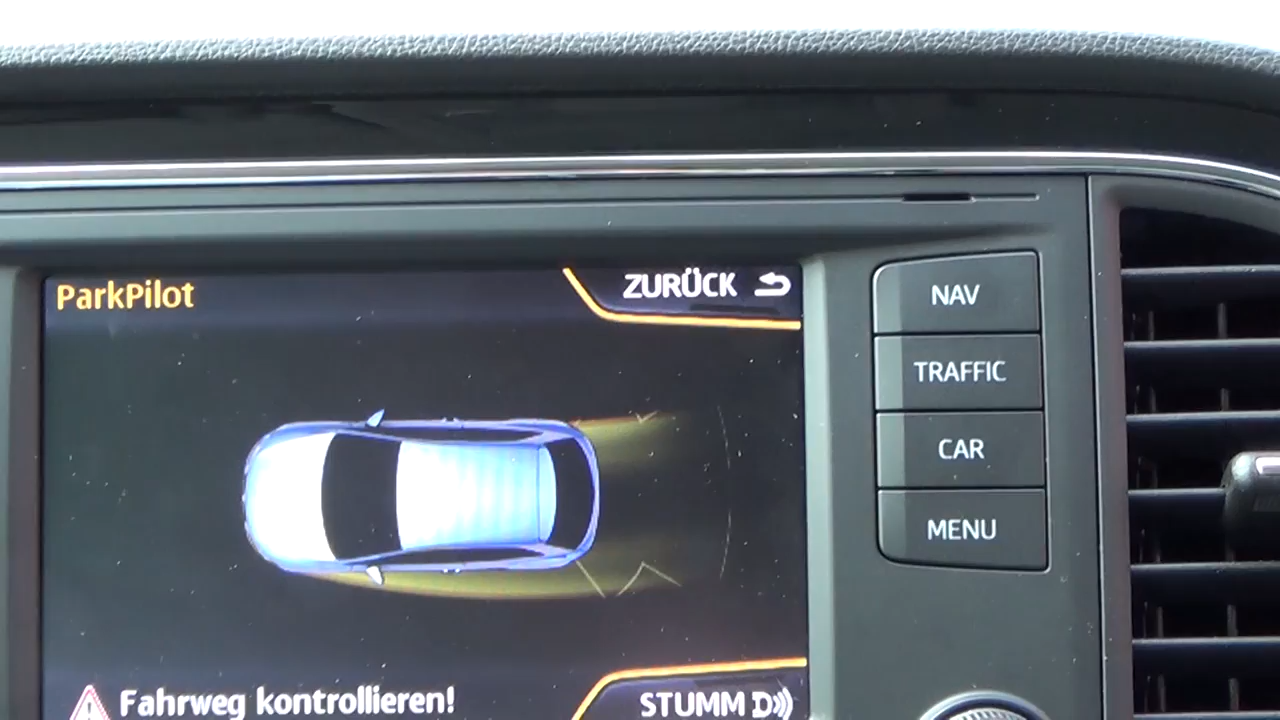 ParkPilot
ZURÜCK
NAV
TRAFFIC
CAR
MENU
Fahrweg kontrollieren!
STUMM